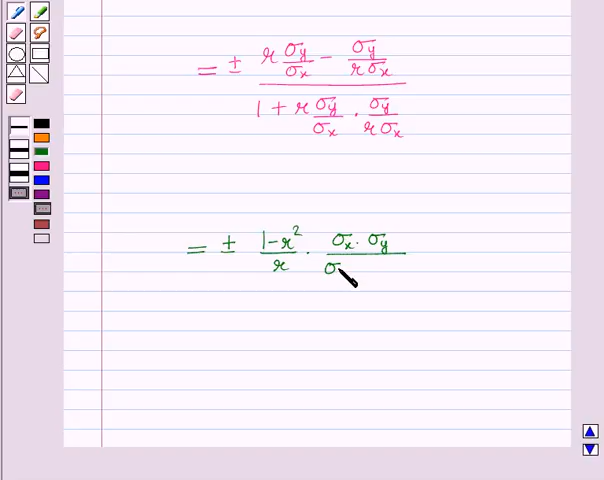 = ± (r σy/σx − σy/(r σx)) / (1 + r σy/σx · σy/(r σx))
= ± (1−r²)/r · (σx · σy)/(σ